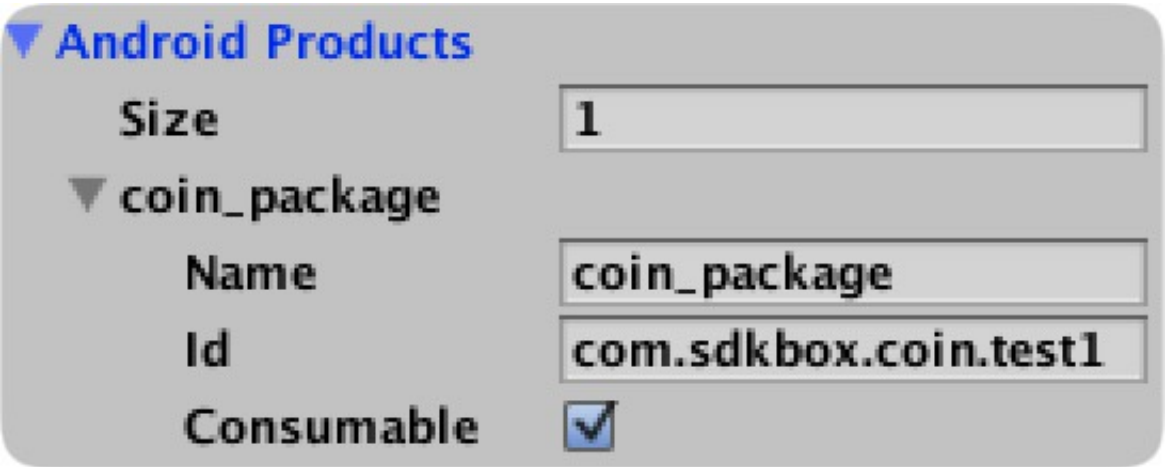 Android Products
Size 1
coin_package
Name coin_package
Id com.sdkbox.coin.test1
Consumable